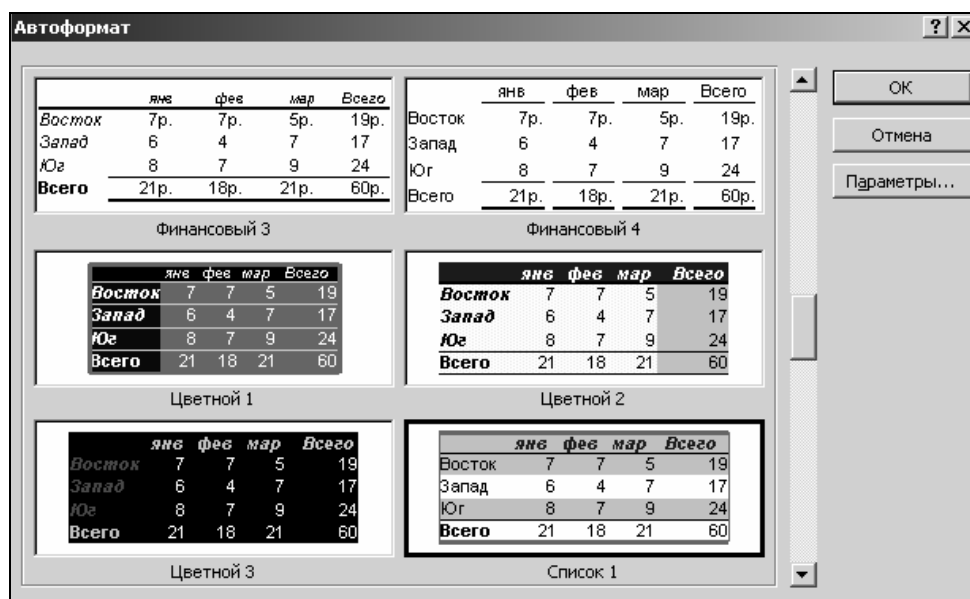 Автоформат
янв фев мар Всего
Восток 7р. 7р. 5р. 19р.
Запад 6 4 7 17
Юг 8 7 9 24
Всего 21р. 18р. 21р. 60р.
Финансовый 3
янв фев мар Всего
Восток 7р. 7р. 5р. 19р.
Запад 6 4 7 17
Юг 8 7 9 24
Всего 21р. 18р. 21р. 60р.
Финансовый 4
янв фев мар Всего
Восток 7 7 5 19
Запад 6 4 7 17
Юг 8 7 9 24
Всего 21 18 21 60
Цветной 1
янв фев мар Всего
Восток 7 7 5 19
Запад 6 4 7 17
Юг 8 7 9 24
Всего 21 18 21 60
Цветной 2
янв фев мар Всего
Восток 7 7 5 19
Запад 6 4 7 17
Юг 8 7 9 24
Всего 21 18 21 60
Цветной 3
янв фев мар Всего
Восток 7 7 5 19
Запад 6 4 7 17
Юг 8 7 9 24
Всего 21 18 21 60
Список 1
ОК
Отмена
Параметры...